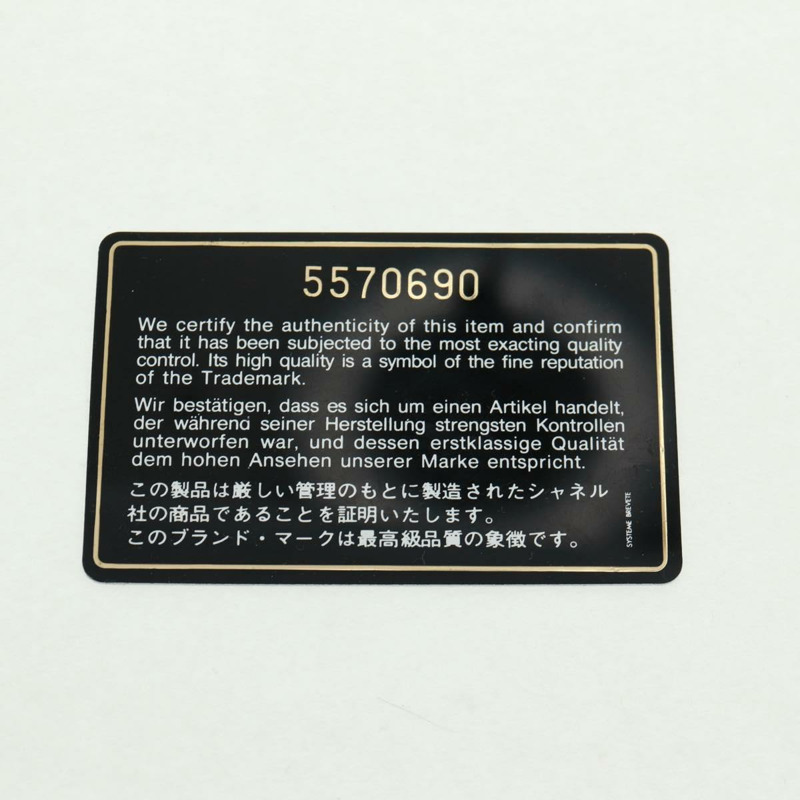 5570690
We certify the authenticity of this item and confirm
that it has been subjected to the most exacting quality
control. Its high quality is a symbol of the fine reputation
of the Trademark.
Wir bestätigen, dass es sich um einen Artikel handelt,
der während seiner Herstellung strengsten Kontrollen
unterworfen war, und dessen erstklassige Qualität
dem hohen Ansehen unserer Marke entspricht.
この製品は厳しい管理のもとに製造されたシャネル
社の商品であることを証明いたします。
このブランド・マークは最高級品質の象徴です。
SYSTEME BREVETE